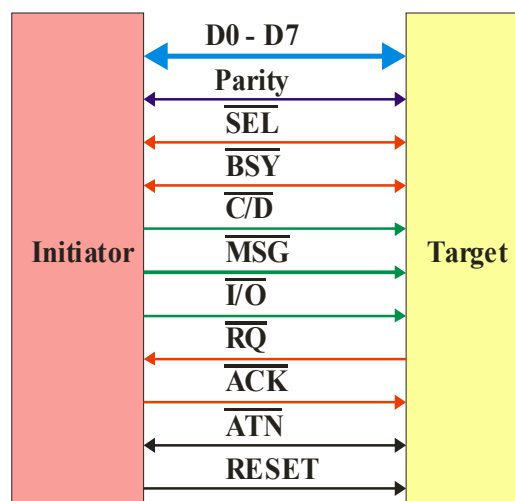 D0 - D7
Parity
SEL
BSY
C/D
Initiator MSG Target
I/O
RQ
ACK
ATN
RESET